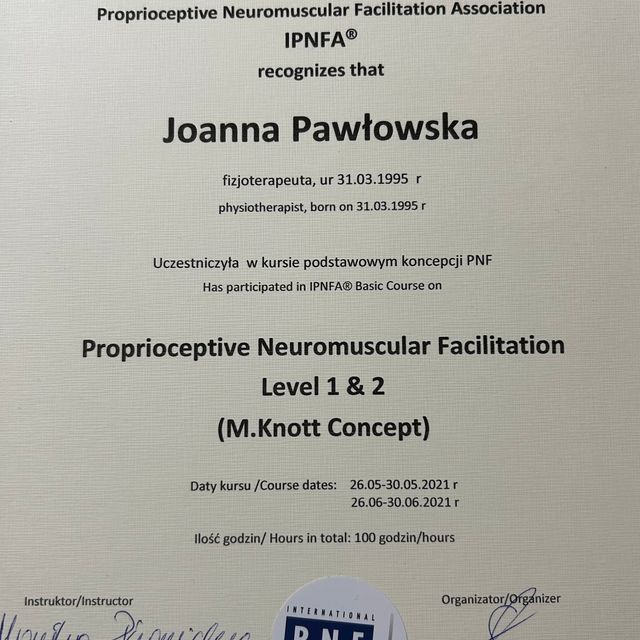 Proprioceptive Neuromuscular Facilitation Association
IPNFA®
recognizes that
Joanna Pawłowska
fizjoterapeuta, ur 31.03.1995 r
physiotherapist, born on 31.03.1995 r
Uczestniczyła w kursie podstawowym koncepcji PNF
Has participated in IPNFA® Basic Course on
Proprioceptive Neuromuscular Facilitation
Level 1 & 2
(M.Knott Concept)
Daty kursu /Course dates: 26.05-30.05.2021 r
26.06-30.06.2021 r
Ilość godzin/ Hours in total: 100 godzin/hours
Instruktor/Instructor
Organizator/Organizer
INTERNATIONAL
PNF